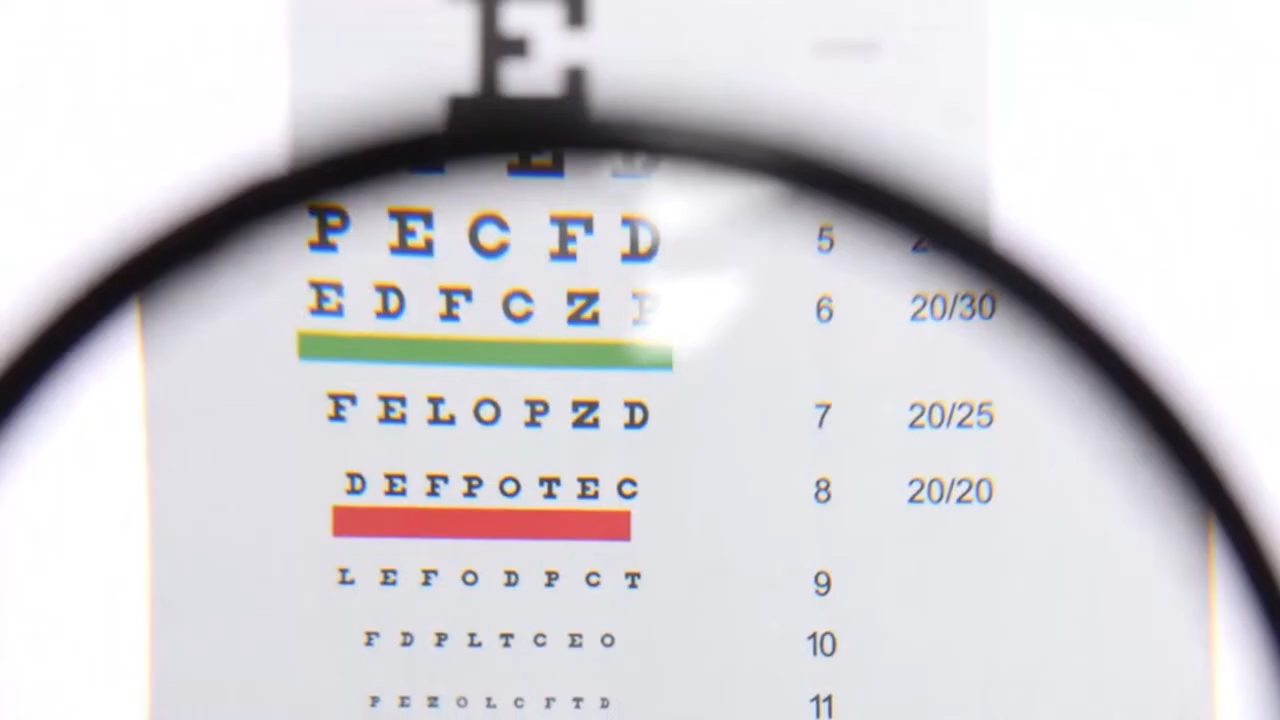 E
P E C F D 5
E D F C Z P 6 20/30
F E L O P Z D 7 20/25
D E F P O T E C 8 20/20
L E F O D P C T 9
F D P L T C E O 10
P E Z O L C F T D 11